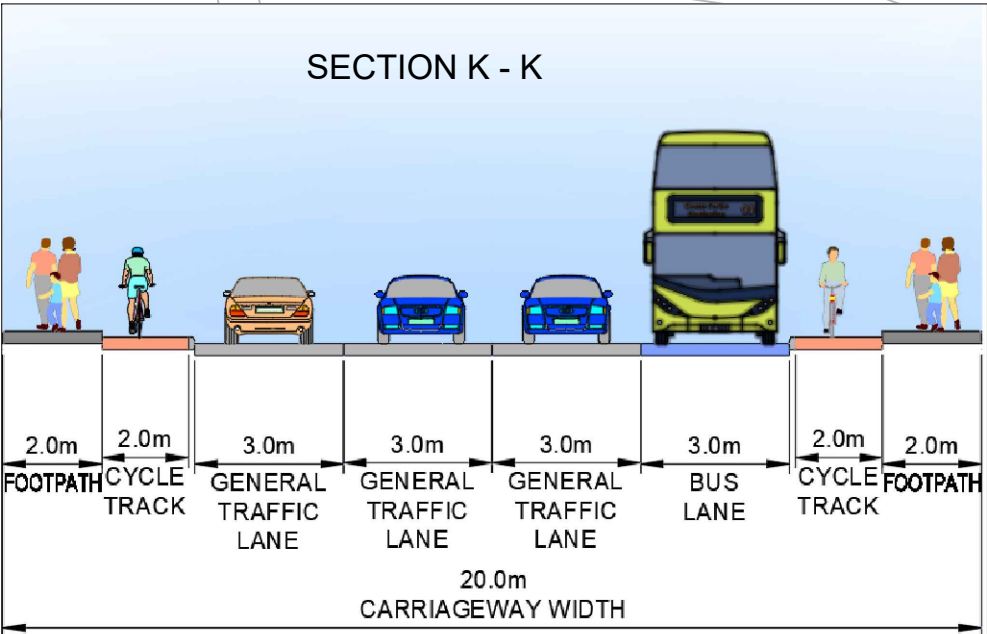 SECTION K - K
2.0m
FOOTPATH
2.0m
CYCLE
TRACK
3.0m
GENERAL
TRAFFIC
LANE
3.0m
GENERAL
TRAFFIC
LANE
3.0m
GENERAL
TRAFFIC
LANE
3.0m
BUS
LANE
2.0m
CYCLE
TRACK
2.0m
FOOTPATH
20.0m
CARRIAGEWAY WIDTH